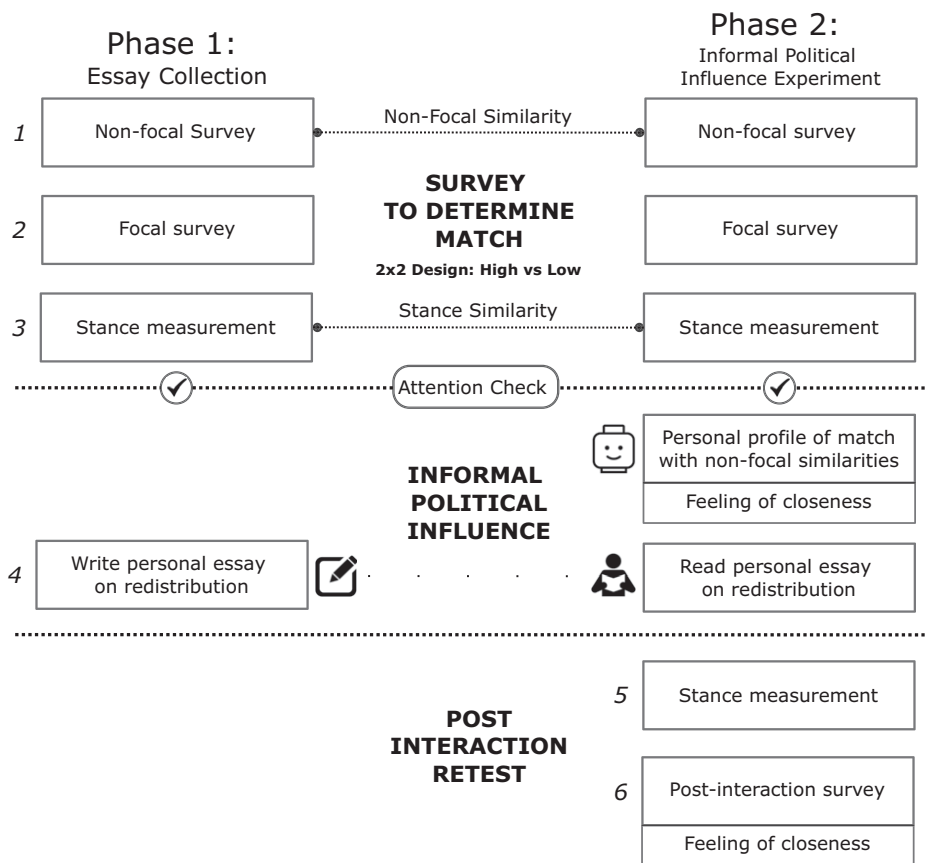 Phase 1:
Essay Collection
Phase 2:
Informal Political
Influence Experiment
1
Non-focal Survey
Non-Focal Similarity
Non-focal survey
SURVEY
TO DETERMINE
MATCH
2x2 Design: High vs Low
2
Focal survey
Focal survey
3
Stance measurement
Stance Similarity
Stance measurement
Attention Check
Personal profile of match
with non-focal similarities
Feeling of closeness
INFORMAL
POLITICAL
INFLUENCE
4
Write personal essay
on redistribution
Read personal essay
on redistribution
5
Stance measurement
POST
INTERACTION
RETEST
6
Post-interaction survey
Feeling of closeness